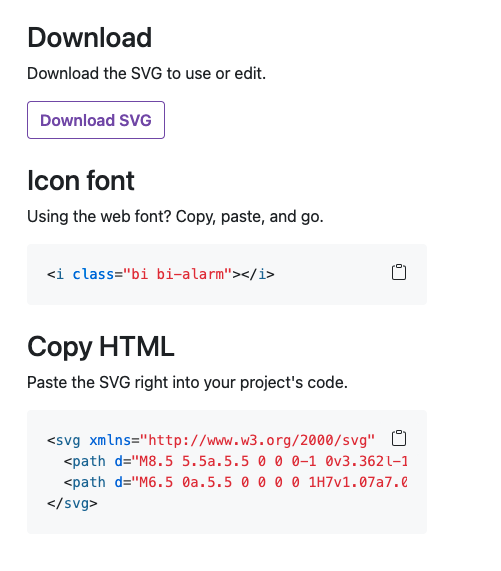 Download
Download the SVG to use or edit.
Download SVG
Icon font
Using the web font? Copy, paste, and go.
<i class="bi bi-alarm"></i>
Copy HTML
Paste the SVG right into your project's code.
<svg xmlns="http://www.w3.org/2000/svg"
<path d="M8.5 5.5a.5.5 0 0 0-1 0v3.362l-1
<path d="M6.5 0a.5.5 0 0 0 0 1H7v1.07a7.0
</svg>